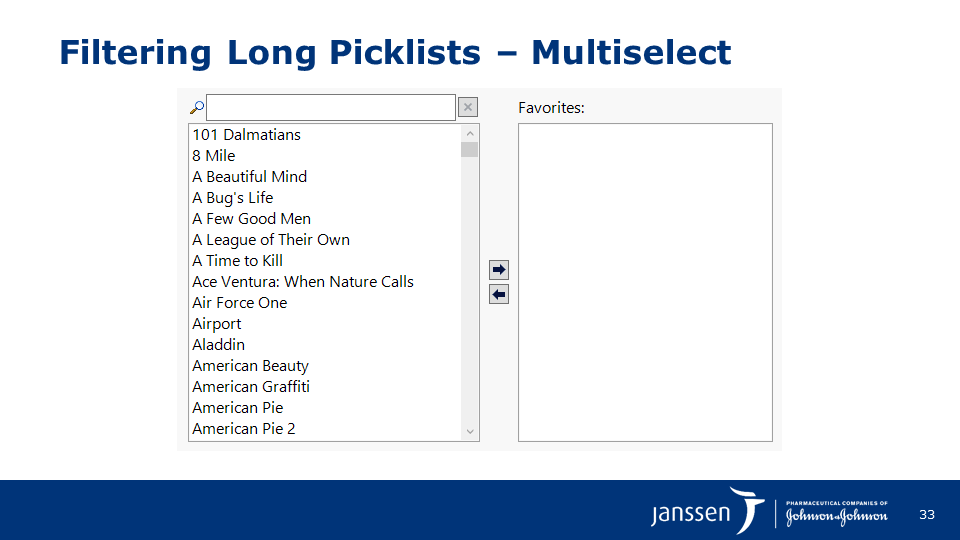 Filtering Long Picklists – Multiselect
Favorites:
101 Dalmatians
8 Mile
A Beautiful Mind
A Bug's Life
A Few Good Men
A League of Their Own
A Time to Kill
Ace Ventura: When Nature Calls
Air Force One
Airport
Aladdin
American Beauty
American Graffiti
American Pie
American Pie 2
janssen
PHARMACEUTICAL COMPANIES OF
Johnson & Johnson
33